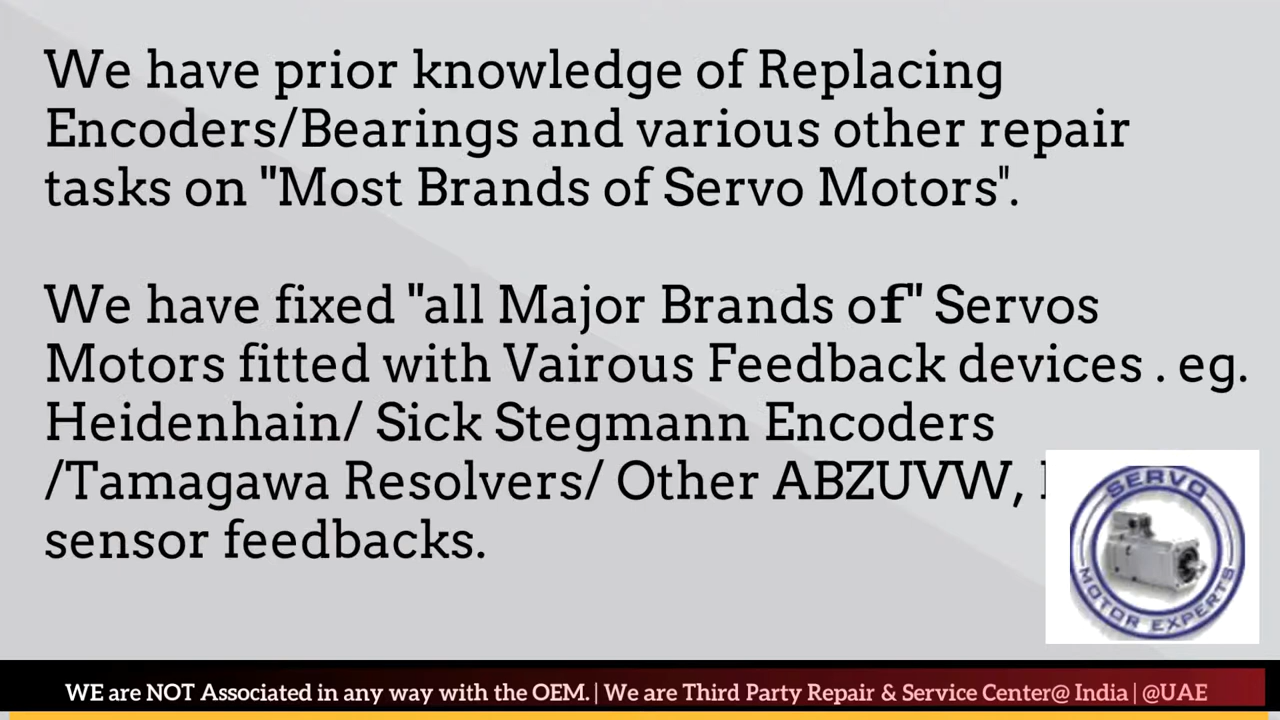 We have prior knowledge of Replacing
Encoders/Bearings and various other repair
tasks on "Most Brands of Servo Motors".
We have fixed "all Major Brands of" Servos
Motors fitted with Vairous Feedback devices . eg.
Heidenhain/ Sick Stegmann Encoders
/Tamagawa Resolvers/ Other ABZUVW,
sensor feedbacks.
SERVO
MOTOR EXPERTS
WE are NOT Associated in any way with the OEM. | We are Third Party Repair & Service Center@ India | @UAE